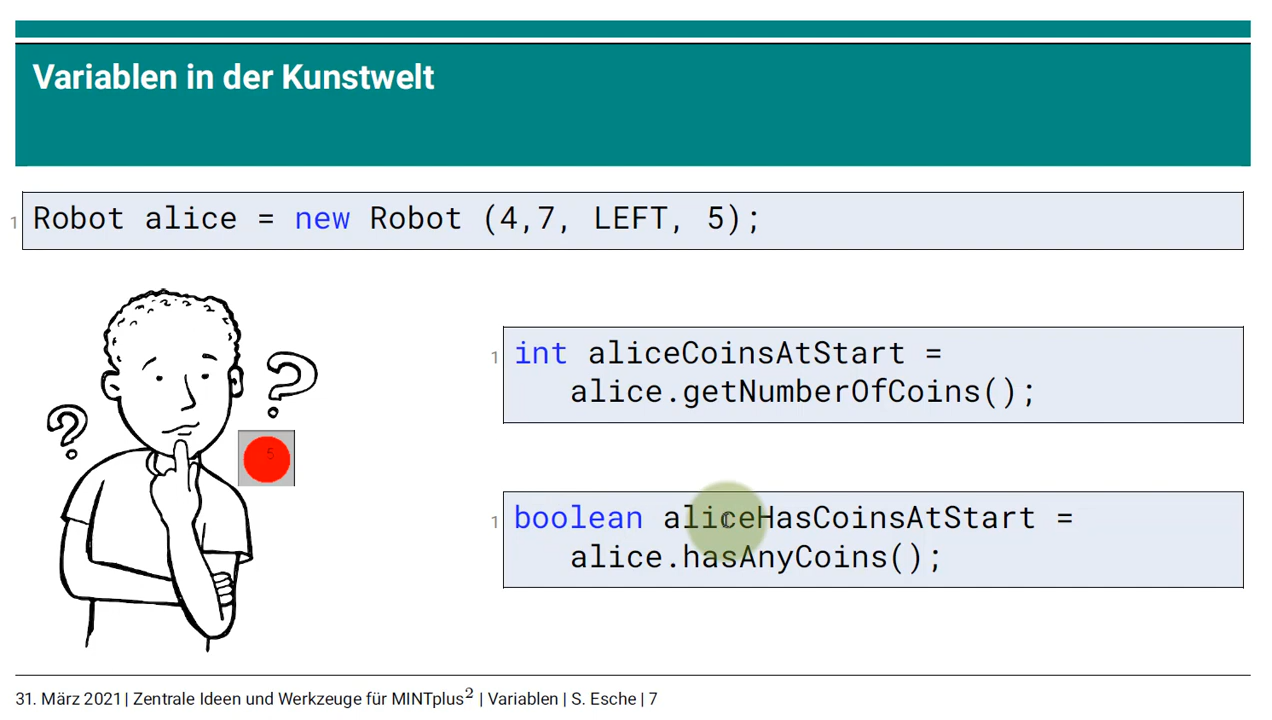 Variablen in der Kunstwelt
1 Robot alice = new Robot (4,7, LEFT, 5);
? ?
5
1 int aliceCoinsAtStart =
alice.getNumberOfCoins();
1 boolean aliceHasCoinsAtStart =
alice.hasAnyCoins();
31. März 2021 | Zentrale Ideen und Werkzeuge für MINTplus² | Variablen | S. Esche | 7